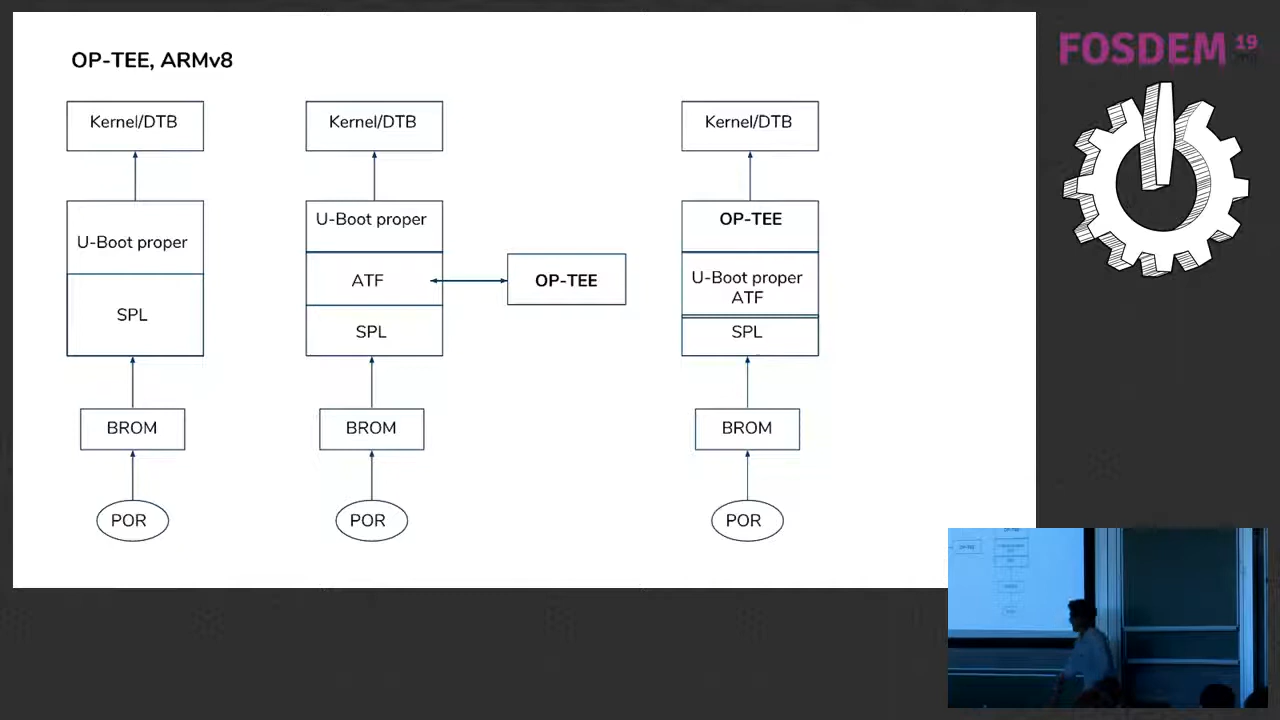 OP-TEE, ARMv8
Kernel/DTB
U-Boot proper
SPL
BROM
POR
Kernel/DTB
U-Boot proper
ATF
SPL
BROM
POR
OP-TEE
Kernel/DTB
OP-TEE
U-Boot proper
ATF
SPL
BROM
POR
FOSDEM 19